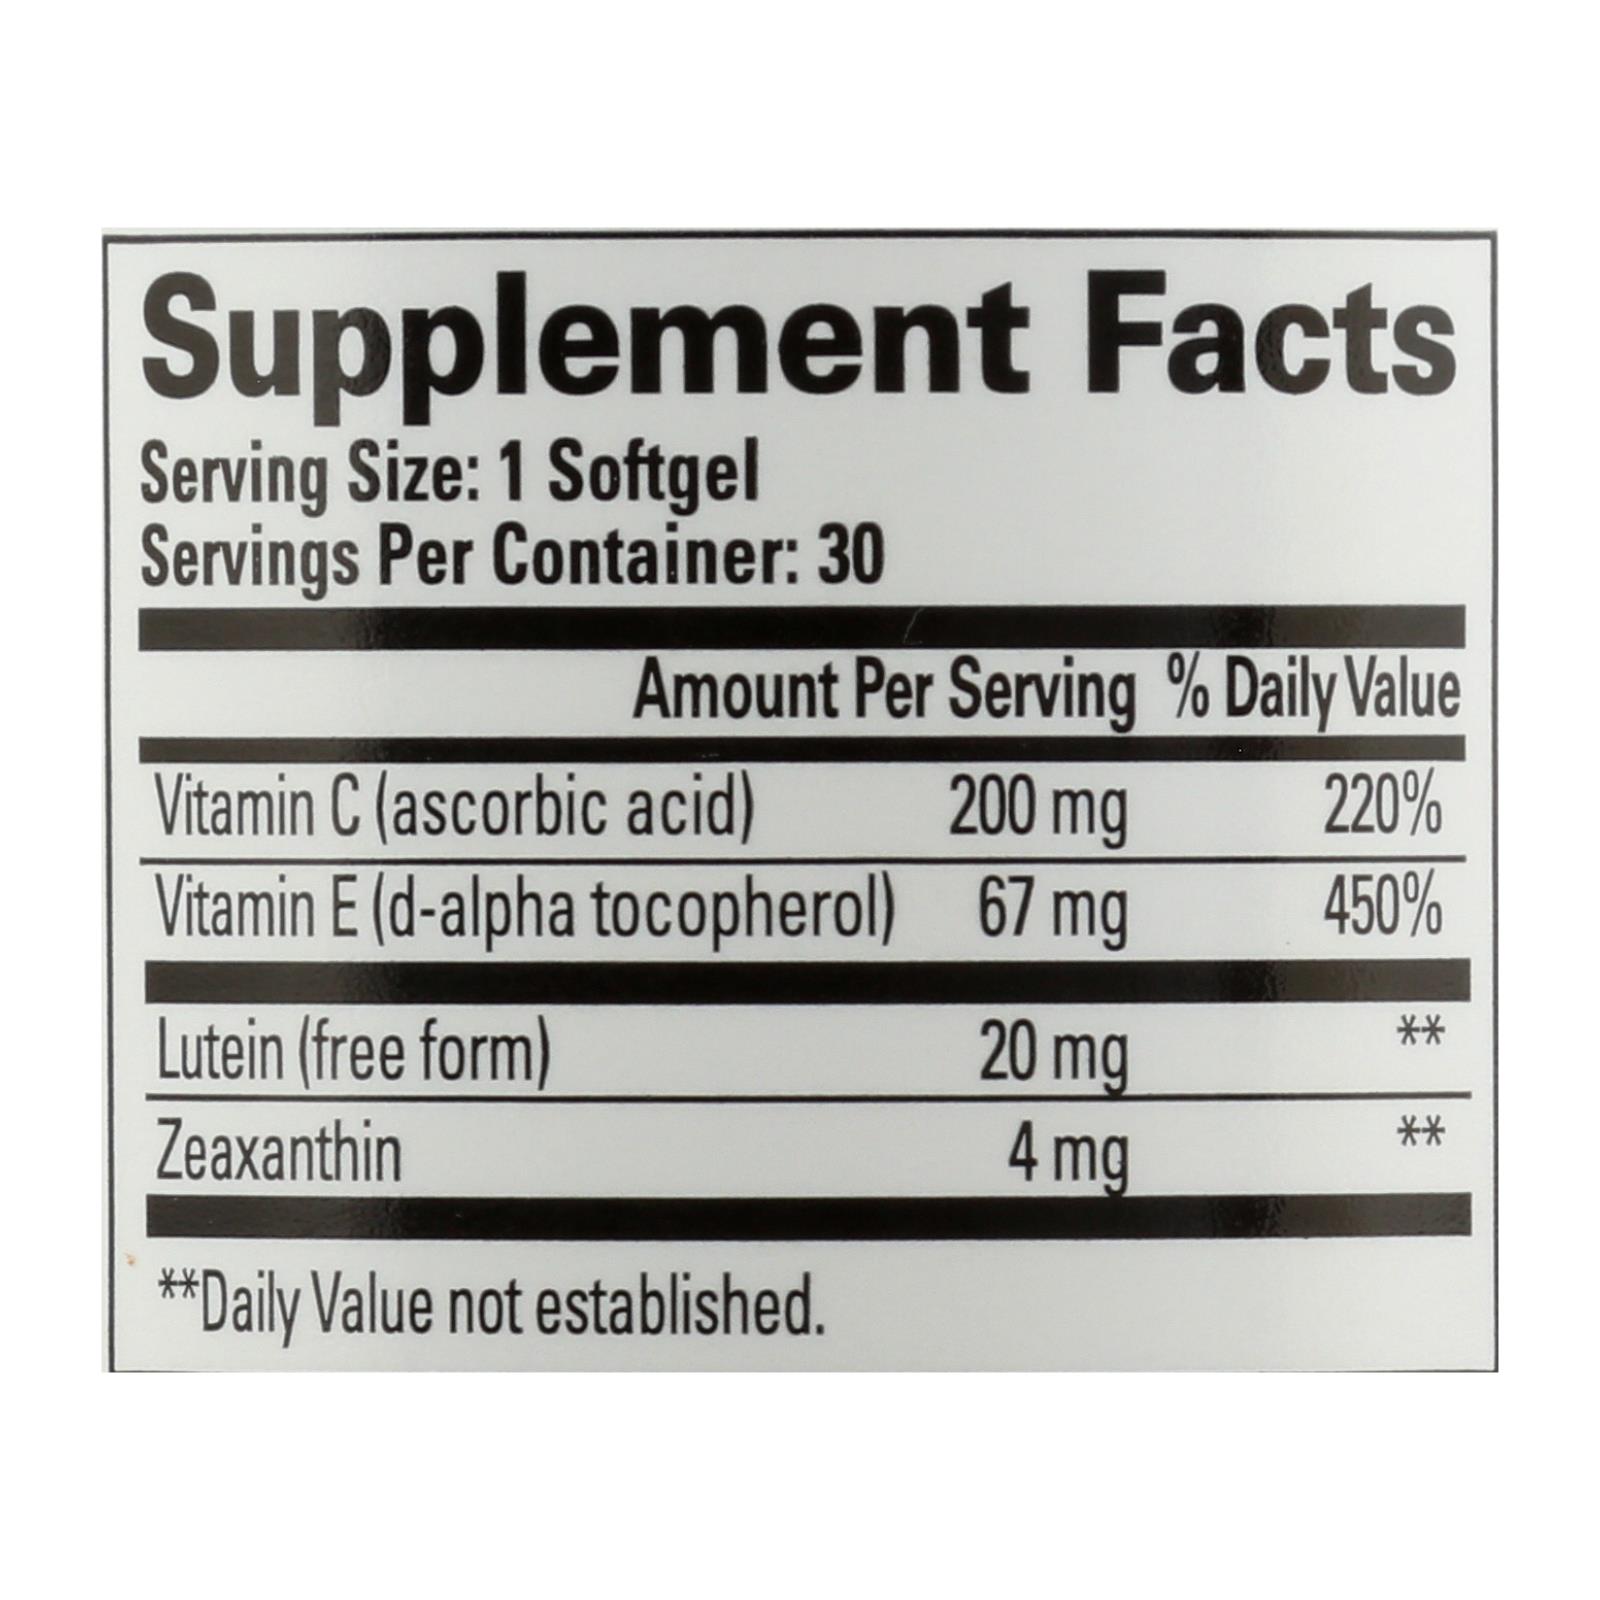 Supplement Facts
Serving Size: 1 Softgel
Servings Per Container: 30
Amount Per Serving % Daily Value
Vitamin C (ascorbic acid) 200 mg 220%
Vitamin E (d-alpha tocopherol) 67 mg 450%
Lutein (free form) 20 mg **
Zeaxanthin 4 mg **
**Daily Value not established.